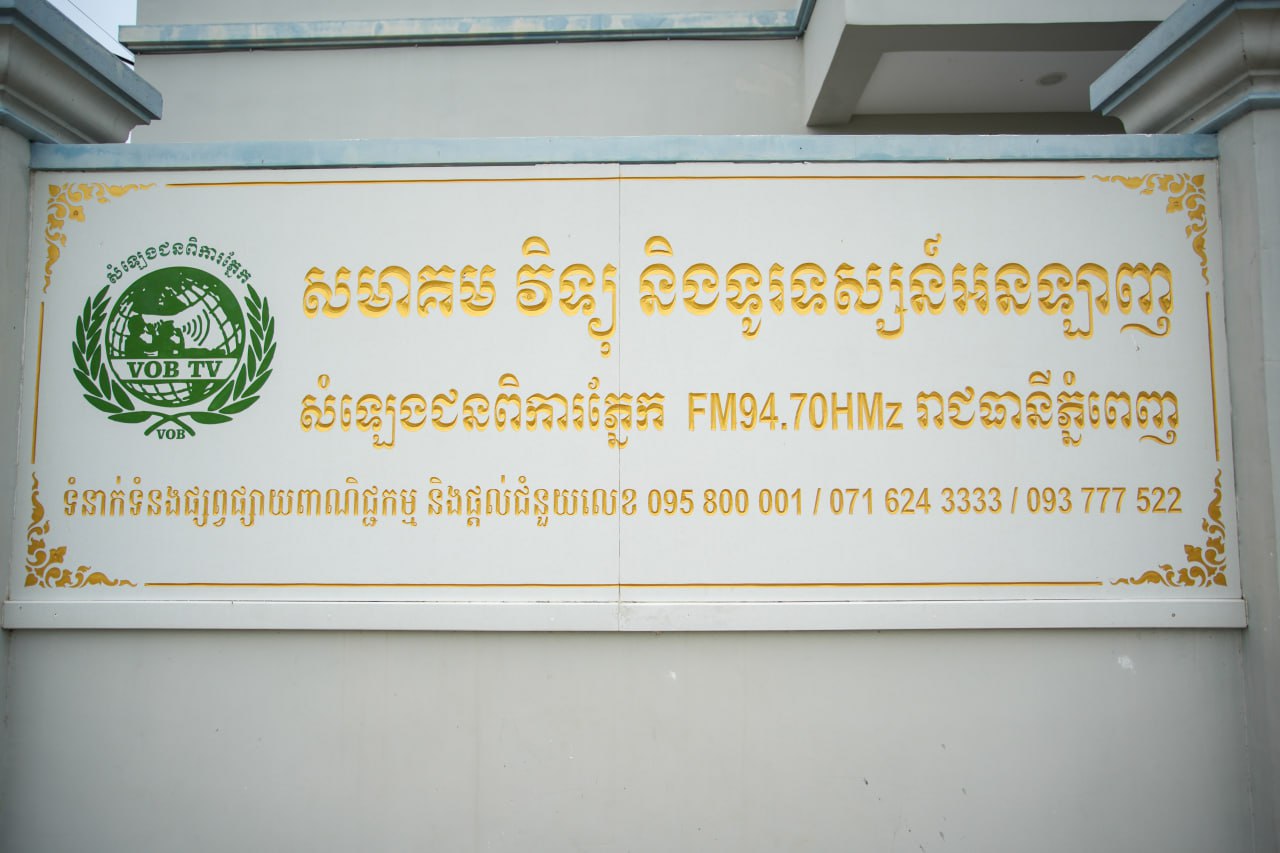 សំឡេងជនពិការភ្នែក
VOB TV
VOB
សមាគម វិទ្យុ និងទូរទស្សន៍អនឡាញ
សំឡេងជនពិការភ្នែក FM94.70HMz រាជធានីភ្នំពេញ
ទំនាក់ទំនងផ្សព្វផ្សាយពាណិជ្ជកម្ម និងផ្តល់ជំនួយលេខ 095 800 001 / 071 624 3333 / 093 777 522